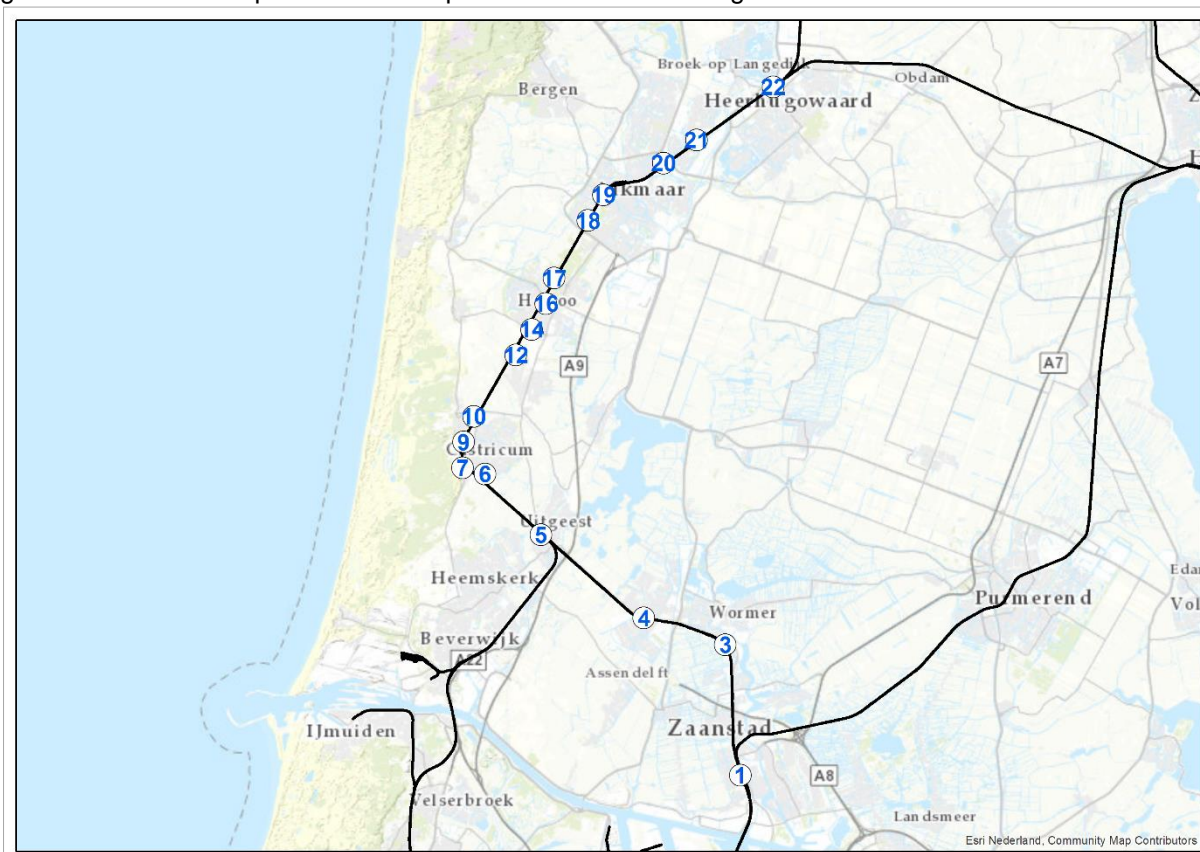 Broek op Langedijk
Obdam
Bergen
22
Heerhugowaard
21
20
19
kmaar
18
17
16
14
12
A9
A7
10
9
Castricum
7
6
Uitgeest
5
Heemskerk
Purmerend
Edam
Vol
4
Wormer
3
Beverwijk
A22
Assendelft
IJmuiden
Zaanstad
1
A8
Velserbroek
Landsmeer
Esri Nederland, Community Map Contributors